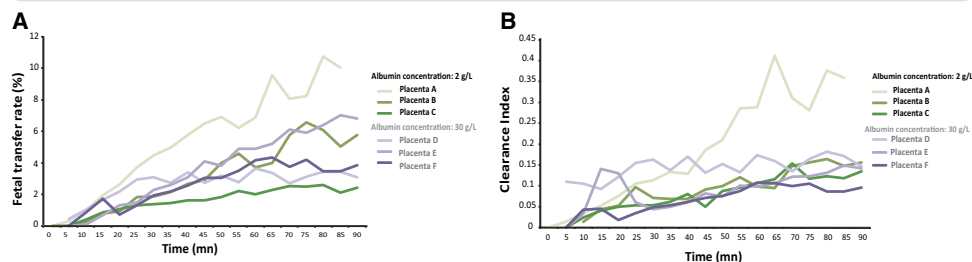 A
Fetal transfer rate (%)
12
10
8
6
4
2
0
0 5 10 15 20 25 30 35 40 45 50 55 60 65 70 75 80 85 90
Time (mn)
Albumin concentration: 2 g/L
Placenta A
Placenta B
Placenta C
Albumin concentration: 30 g/L
Placenta D
Placenta E
Placenta F
B
Clearance Index
0.45
0.4
0.35
0.3
0.25
0.2
0.15
0.1
0.05
0
0 5 10 15 20 25 30 35 40 45 50 55 60 65 70 75 80 85 90
Time (mn)
Albumin concentration: 2 g/L
Placenta A
Placenta B
Placenta C
Albumin concentration: 30 g/L
Placenta D
Placenta E
Placenta F